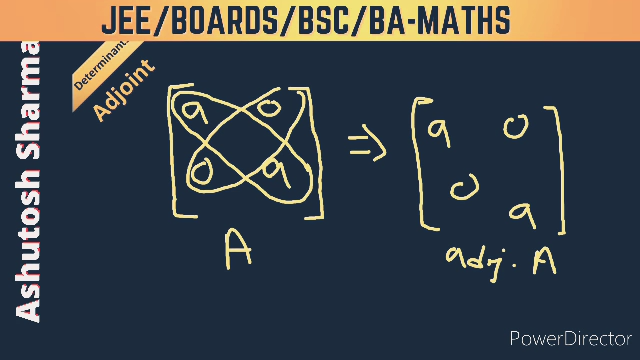 JEE/BOARDS/BSC/BA-MATHS
Ashutosh Sharma
Determinant
Adjoint
[a 0] ⇒ [a 0]
[0 a] [0 a]
A adj. A
PowerDirector